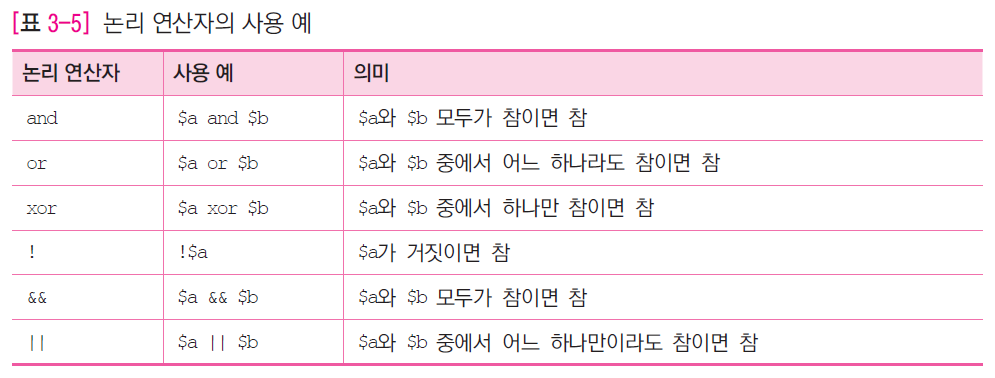 [표 3-5] 논리 연산자의 사용 예
논리 연산자 사용 예 의미
and $a and $b $a와 $b 모두가 참이면 참
or $a or $b $a와 $b 중에서 어느 하나라도 참이면 참
xor $a xor $b $a와 $b 중에서 하나만 참이면 참
! !$a $a가 거짓이면 참
&& $a && $b $a와 $b 모두가 참이면 참
|| $a || $b $a와 $b 중에서 어느 하나만이라도 참이면 참